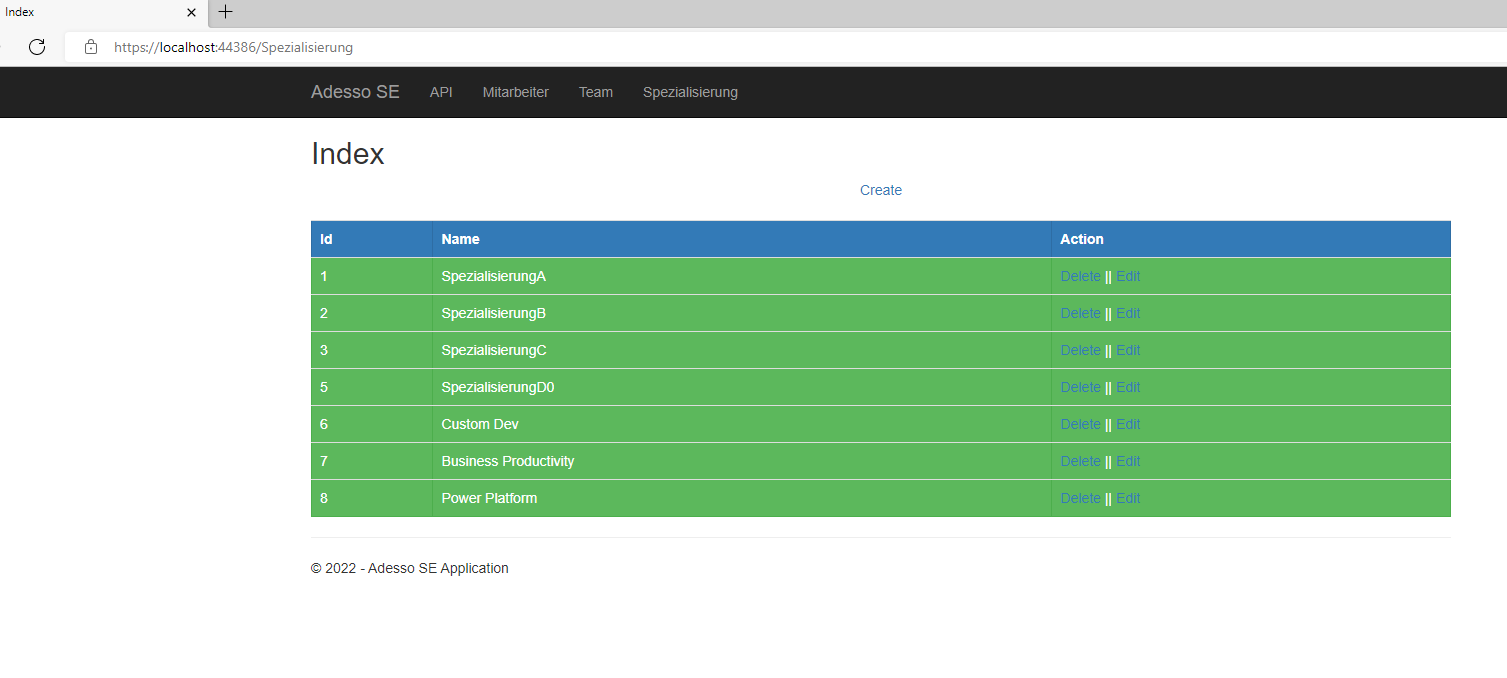 Index
https://localhost:44386/Spezialisierung
Adesso SE API Mitarbeiter Team Spezialisierung
Index
Create
Id Name Action
1 SpezialisierungA Delete || Edit
2 SpezialisierungB Delete || Edit
3 SpezialisierungC Delete || Edit
5 SpezialisierungD0 Delete || Edit
6 Custom Dev Delete || Edit
7 Business Productivity Delete || Edit
8 Power Platform Delete || Edit
© 2022 - Adesso SE Application